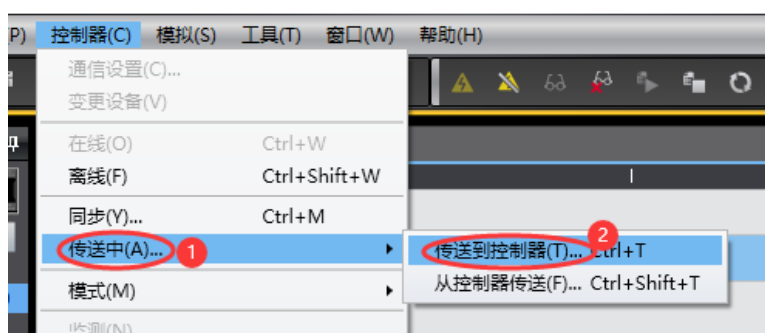 P) 控制器(C) 模拟(S) 工具(T) 窗口(W) 帮助(H)
通信设置(C)...
变更设备(V)
在线(O) Ctrl+W
离线(F) Ctrl+Shift+W
同步(Y)... Ctrl+M
传送中(A)... 1
2
传送到控制器(T)... Ctrl+T
从控制器传送(F)... Ctrl+Shift+T
模式(M)
监测(N)